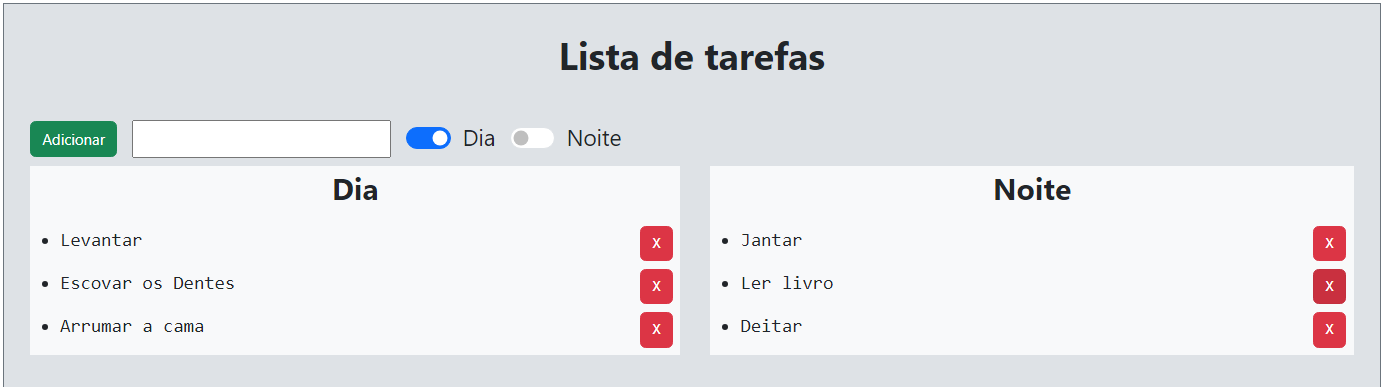 Lista de tarefas
Adicionar Dia Noite
Dia
Levantar X
Escovar os Dentes X
Arrumar a cama X
Noite
Jantar X
Ler livro X
Deitar X